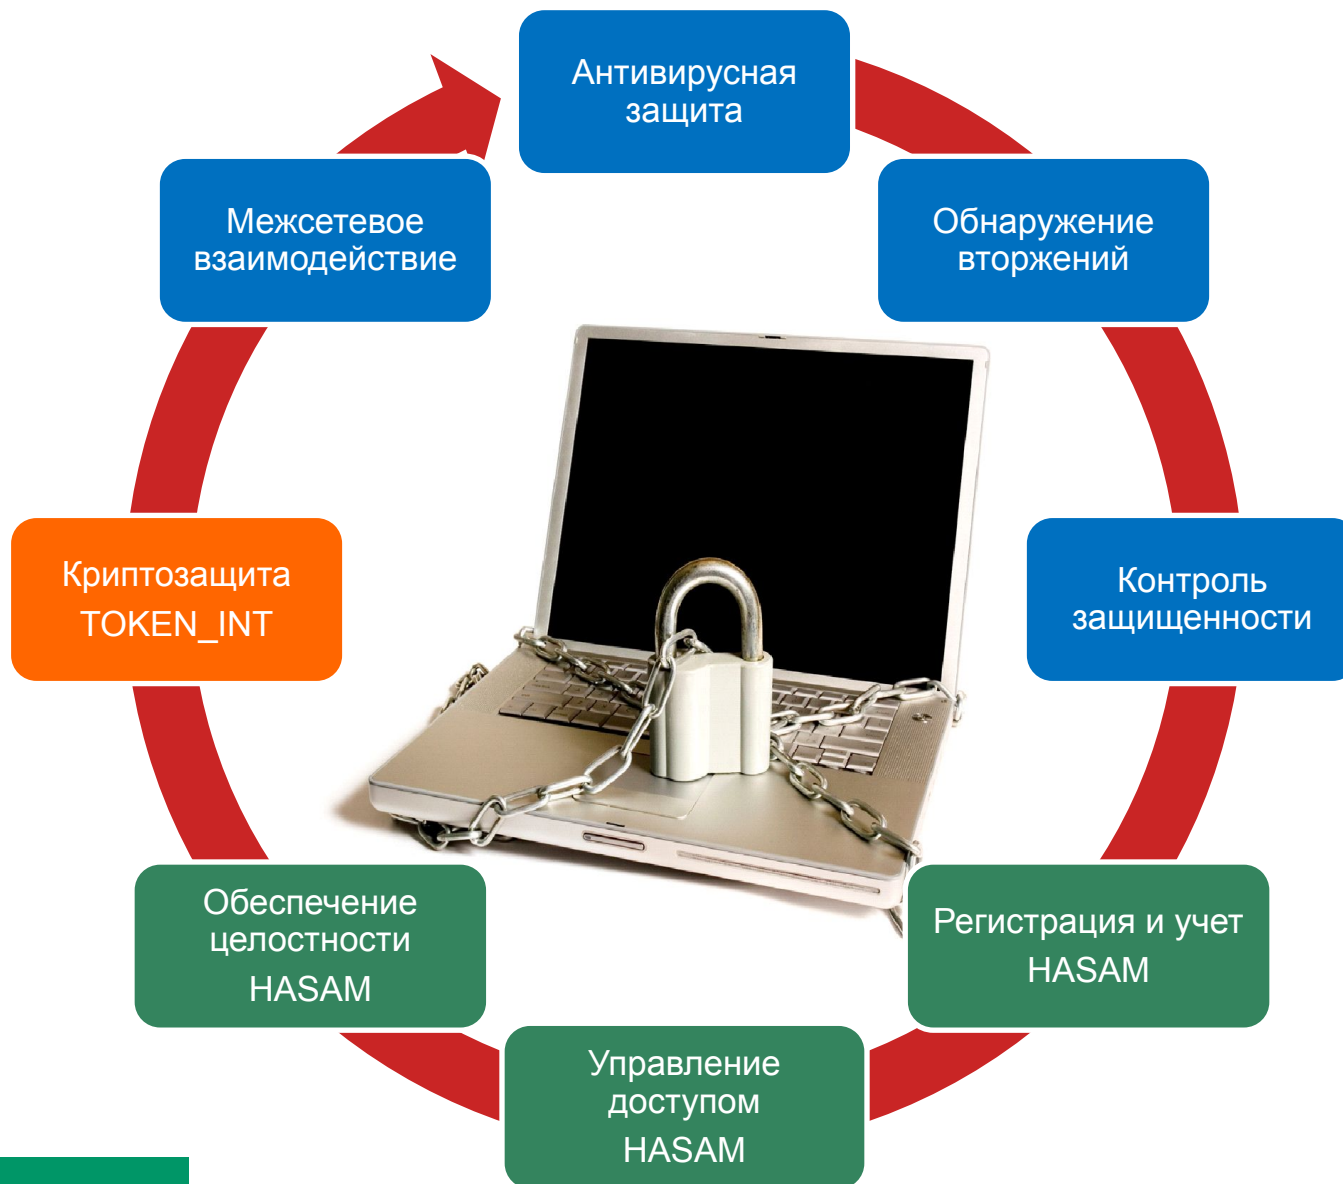 Антивирусная
защита
Обнаружение
вторжений
Контроль
защищенности
Регистрация и учет
HASAM
Управление
доступом
HASAM
Обеспечение
целостности
HASAM
Криптозащита
TOKEN_INT
Межсетевое
взаимодействие